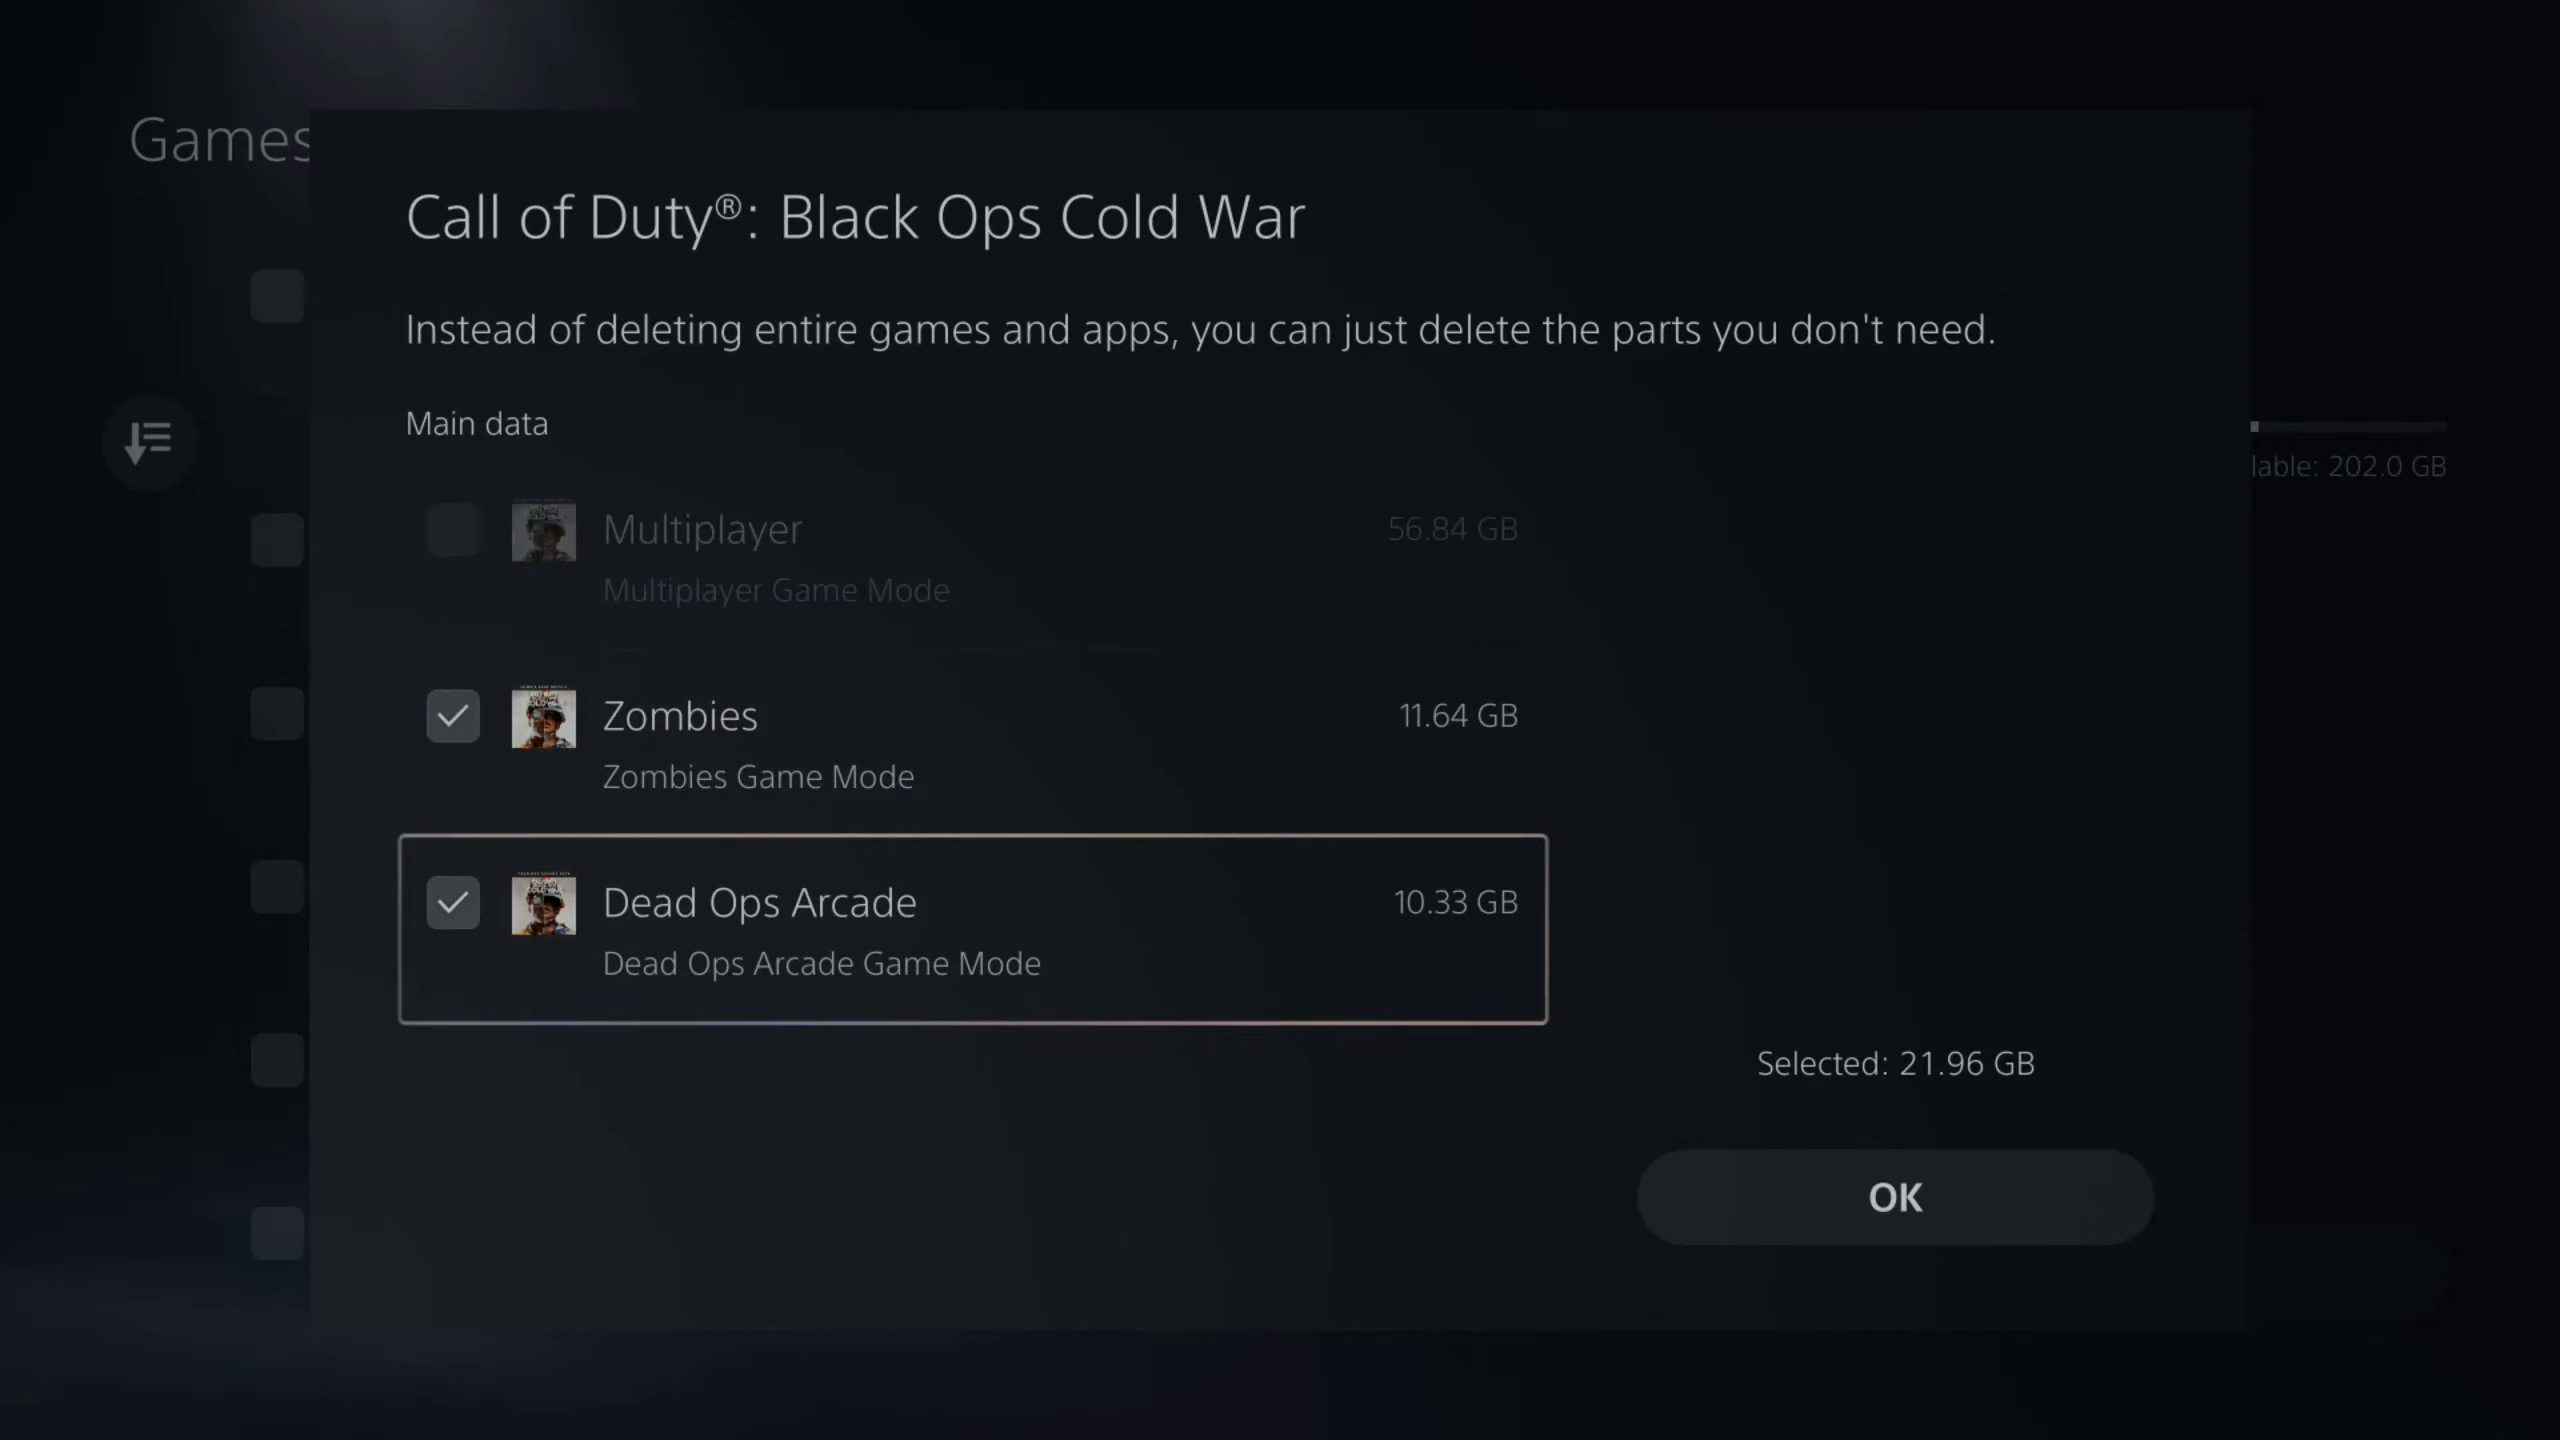 Games
Call of Duty®: Black Ops Cold War
Instead of deleting entire games and apps, you can just delete the parts you don't need.
Main data
lable: 202.0 GB
Multiplayer 56.84 GB
Multiplayer Game Mode
Zombies 11.64 GB
Zombies Game Mode
Dead Ops Arcade 10.33 GB
Dead Ops Arcade Game Mode
Selected: 21.96 GB
OK